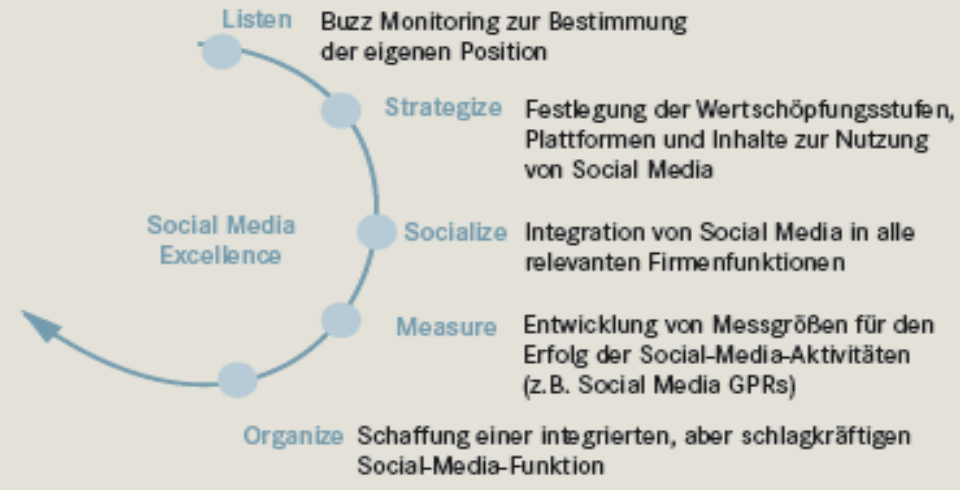 Listen
Buzz Monitoring zur Bestimmung
der eigenen Position
Strategize
Festlegung der Wertschöpfungsstufen,
Plattformen und Inhalte zur Nutzung
von Social Media
Social Media
Excellence
Socialize
Integration von Social Media in alle
relevanten Firmenfunktionen
Measure
Entwicklung von Messgrößen für den
Erfolg der Social-Media-Aktivitäten
(z.B. Social Media GPRs)
Organize
Schaffung einer integrierten, aber schlagkräftigen
Social-Media-Funktion